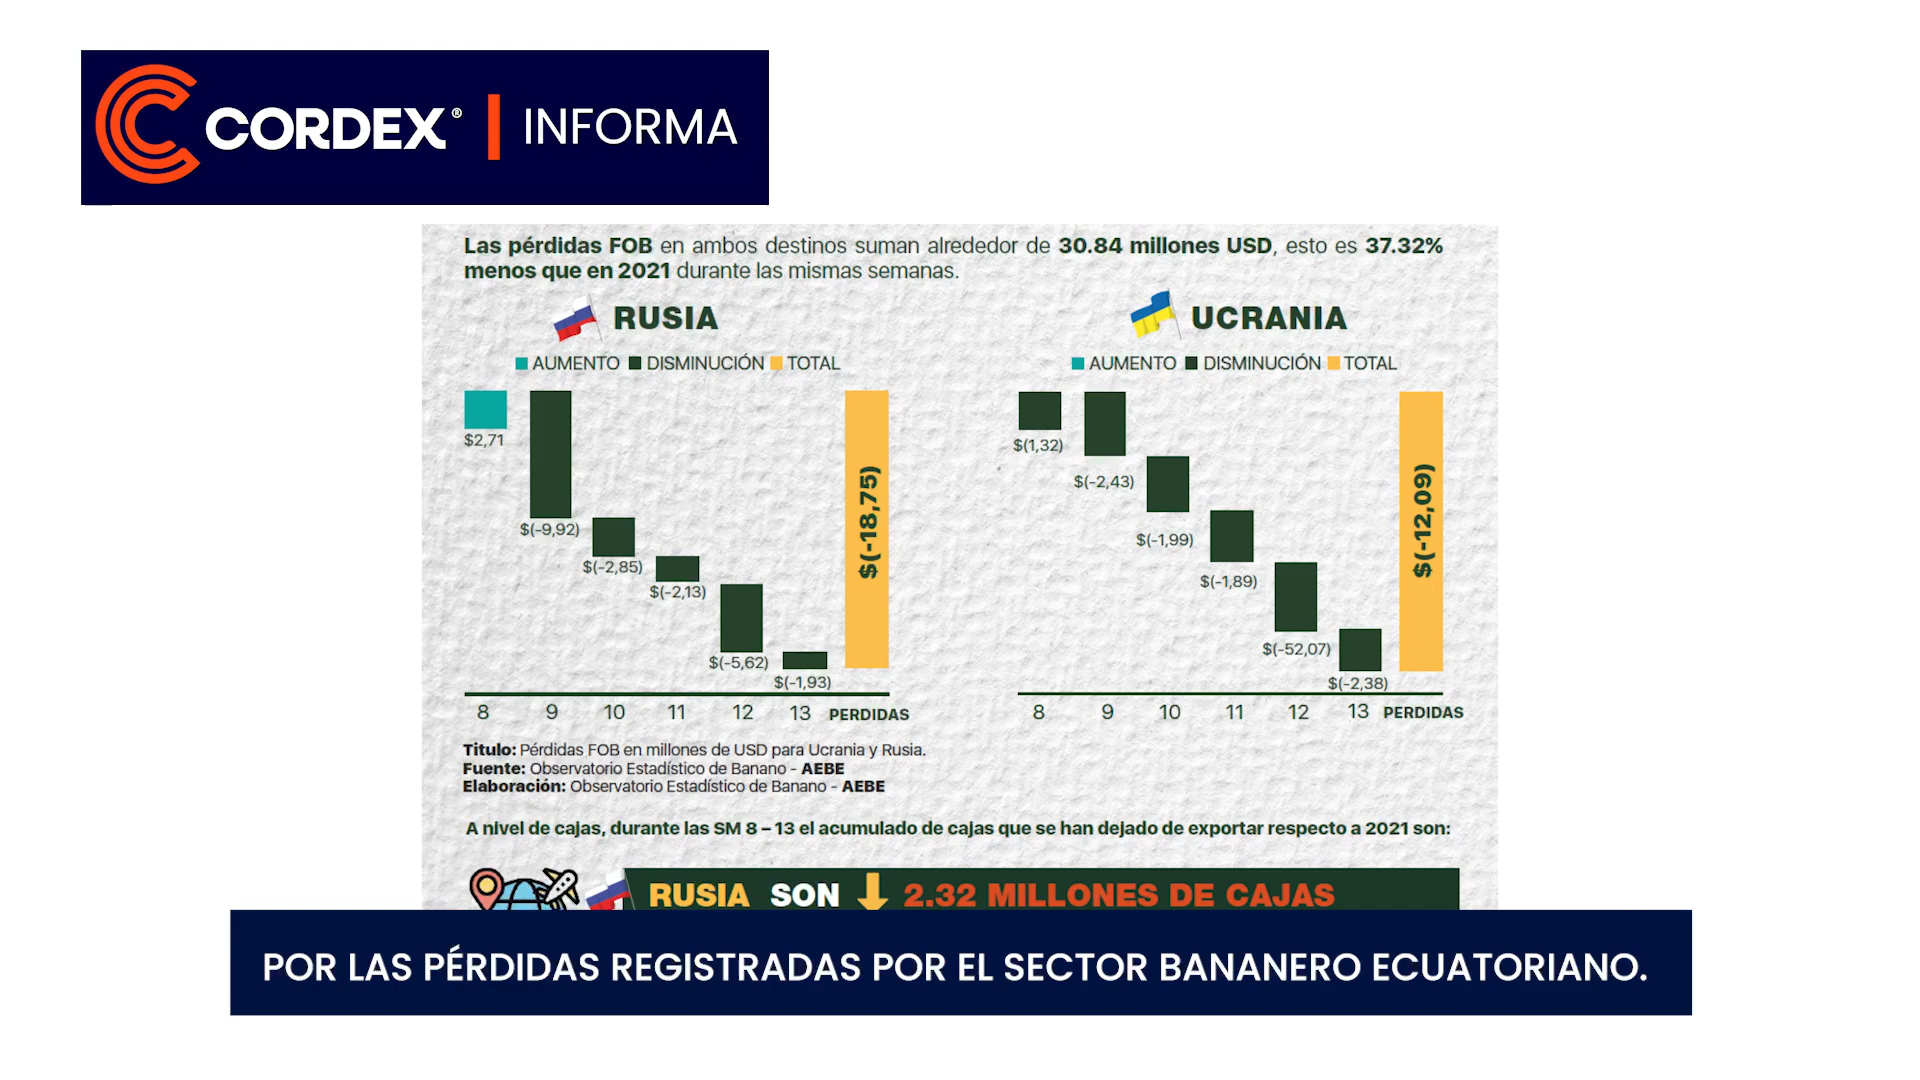 CORDEX® | INFORMA
Las pérdidas FOB en ambos destinos suman alrededor de 30.84 millones USD, esto es 37.32%
menos que en 2021 durante las mismas semanas.
RUSIA
AUMENTO DISMINUCIÓN TOTAL
$2,71
$(-9,92)
$(-2,85)
$(-2,13)
$(-5,62)
$(-1,93)
$(-18,75)
8 9 10 11 12 13 PERDIDAS
UCRANIA
AUMENTO DISMINUCIÓN TOTAL
$(1,32)
$(-2,43)
$(-1,99)
$(-1,89)
$(-52,07)
$(-2,38)
$(-12,09)
8 9 10 11 12 13 PERDIDAS
Titulo: Pérdidas FOB en millones de USD para Ucrania y Rusia.
Fuente: Observatorio Estadístico de Banano - AEBE
Elaboración: Observatorio Estadístico de Banano - AEBE
A nivel de cajas, durante las SM 8 – 13 el acumulado de cajas que se han dejado de exportar respecto a 2021 son:
RUSIA SON 2.32 MILLONES DE CAJAS
POR LAS PÉRDIDAS REGISTRADAS POR EL SECTOR BANANERO ECUATORIANO.